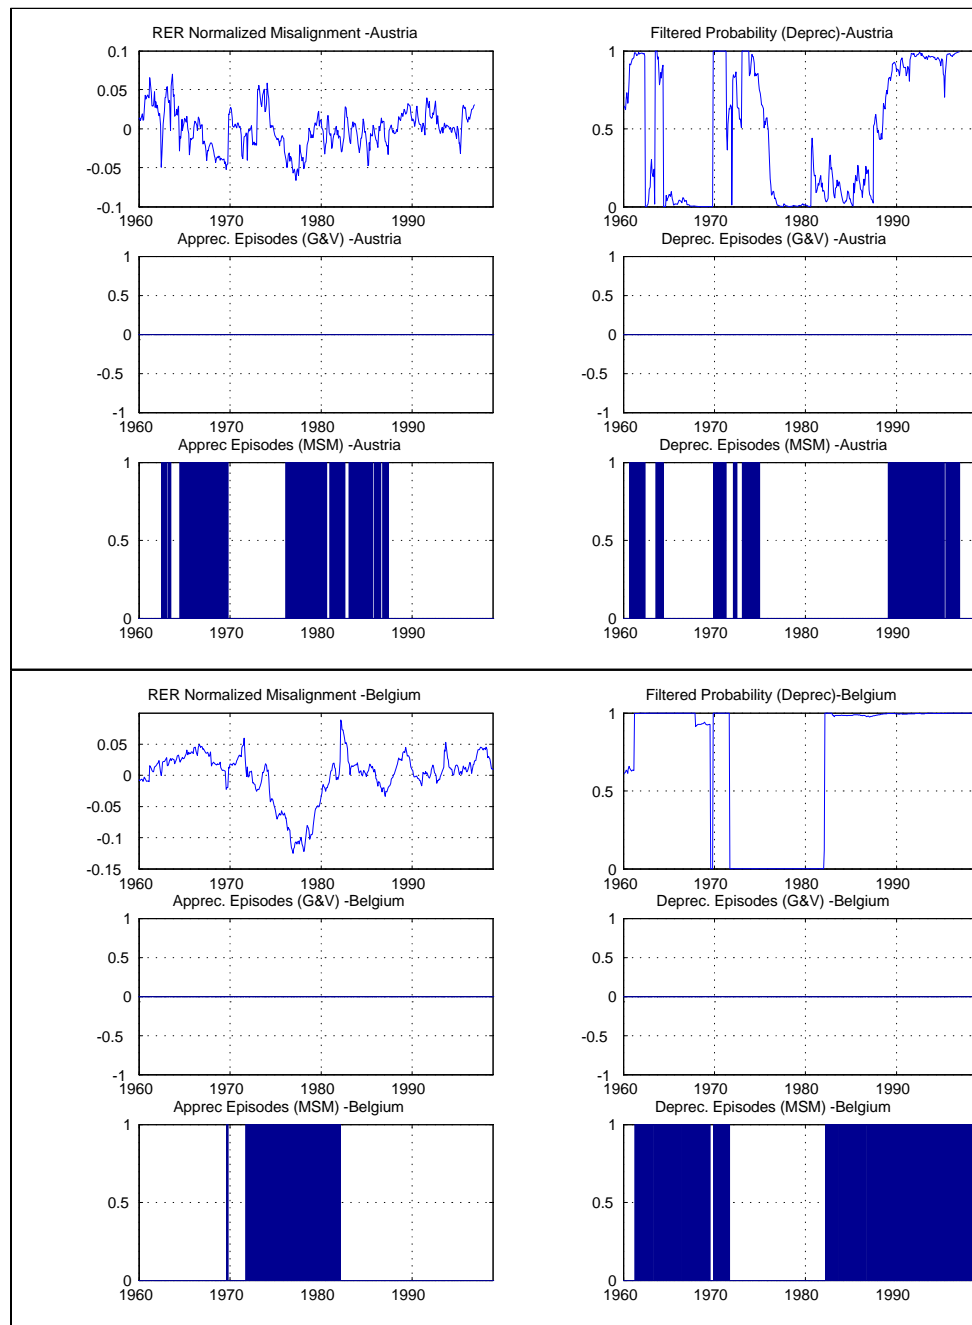 RER Normalized Misalignment -Austria
0.1
0.05
0
-0.05
-0.1
1960 1970 1980 1990
Filtered Probability (Deprec)-Austria
1
0.5
0
1960 1970 1980 1990
Apprec. Episodes (G&V) -Austria
1
0.5
0
-0.5
-1
1960 1970 1980 1990
Deprec. Episodes (G&V) -Austria
1
0.5
0
-0.5
-1
1960 1970 1980 1990
Apprec Episodes (MSM) -Austria
1
0.5
0
1960 1970 1980 1990
Deprec. Episodes (MSM) -Austria
1
0.5
0
1960 1970 1980 1990
RER Normalized Misalignment -Belgium
0.05
0
-0.05
-0.1
-0.15
1960 1970 1980 1990
Filtered Probability (Deprec)-Belgium
1
0.5
0
1960 1970 1980 1990
Apprec. Episodes (G&V) -Belgium
1
0.5
0
-0.5
-1
1960 1970 1980 1990
Deprec. Episodes (G&V) -Belgium
1
0.5
0
-0.5
-1
1960 1970 1980 1990
Apprec Episodes (MSM) -Belgium
1
0.5
0
1960 1970 1980 1990
Deprec. Episodes (MSM) -Belgium
1
0.5
0
1960 1970 1980 1990